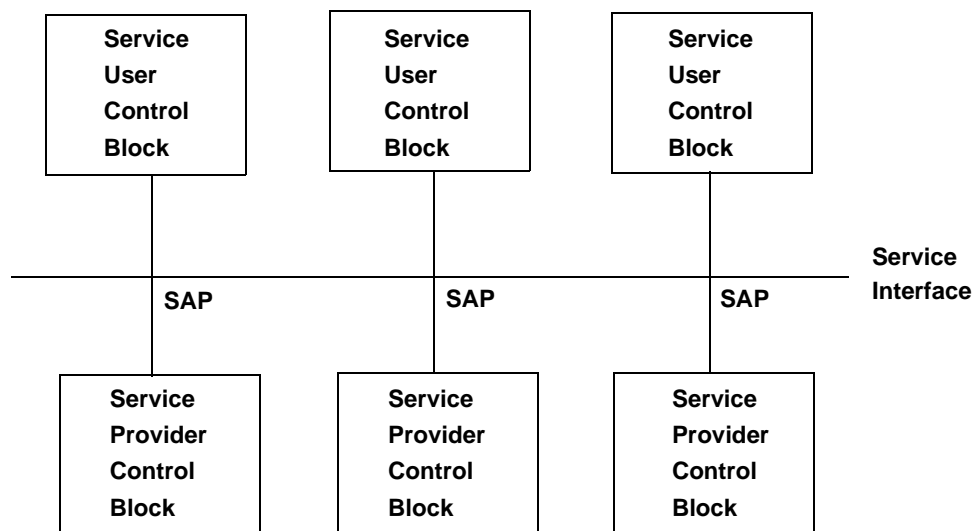 Service
User
Control
Block
Service
User
Control
Block
Service
User
Control
Block
Service
Interface
SAP
SAP
SAP
Service
Provider
Control
Block
Service
Provider
Control
Block
Service
Provider
Control
Block